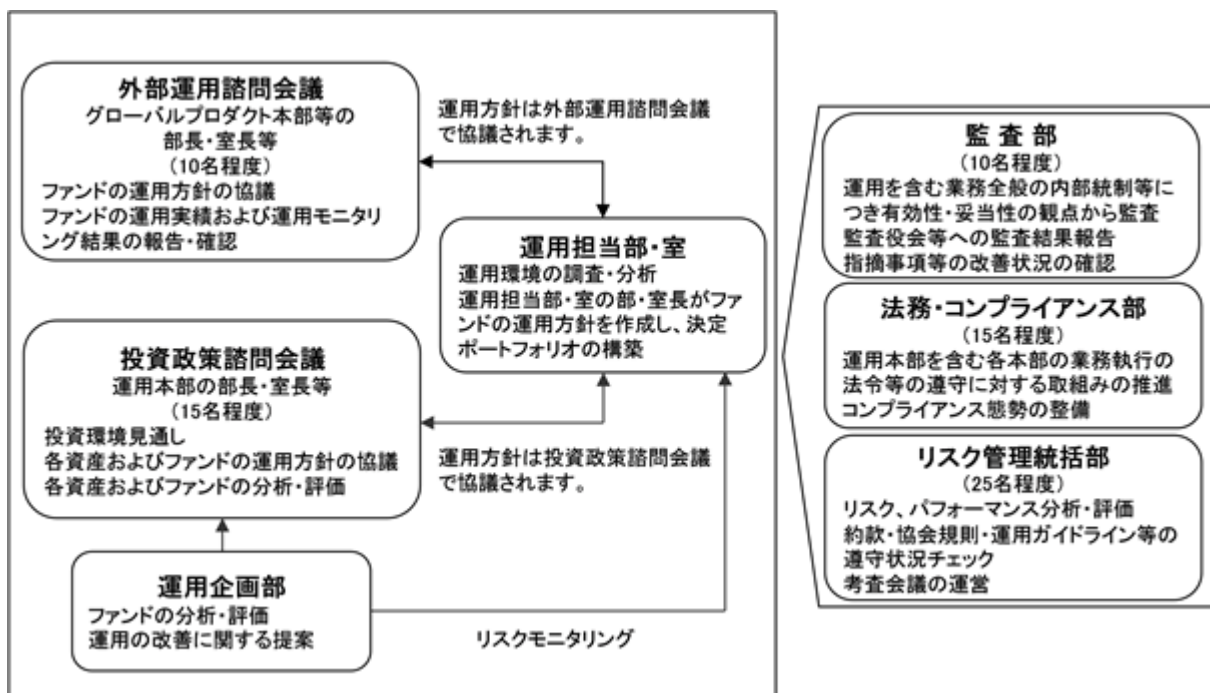 外部運用諮問会議
グローバルプロダクト本部等の
部長・室長等
(10名程度)
ファンドの運用方針の協議
ファンドの運用実績および運用モニタリ
ング結果の報告・確認
運用方針は外部運用諮問会議
で協議されます。
運用担当部・室
運用環境の調査・分析
運用担当部・室の部・室長がファ
ンドの運用方針を作成し、決定
ポートフォリオの構築
投資政策諮問会議
運用本部の部長・室長等
(15名程度)
投資環境見通し
各資産およびファンドの運用方針の協議
各資産およびファンドの分析・評価
運用方針は投資政策諮問会議
で協議されます。
運用企画部
ファンドの分析・評価
運用の改善に関する提案
リスクモニタリング
監査部
(10名程度)
運用を含む業務全般の内部統制等に
つき有効性・妥当性の観点から監査
監査役会等への監査結果報告
指摘事項等の改善状況の確認
法務・コンプライアンス部
(15名程度)
運用本部を含む各本部の業務執行の
法令等の遵守に対する取組みの推進
コンプライアンス態勢の整備
リスク管理統括部
(25名程度)
リスク、パフォーマンス分析・評価
約款・協会規則・運用ガイドライン等の
遵守状況チェック
考査会議の運営